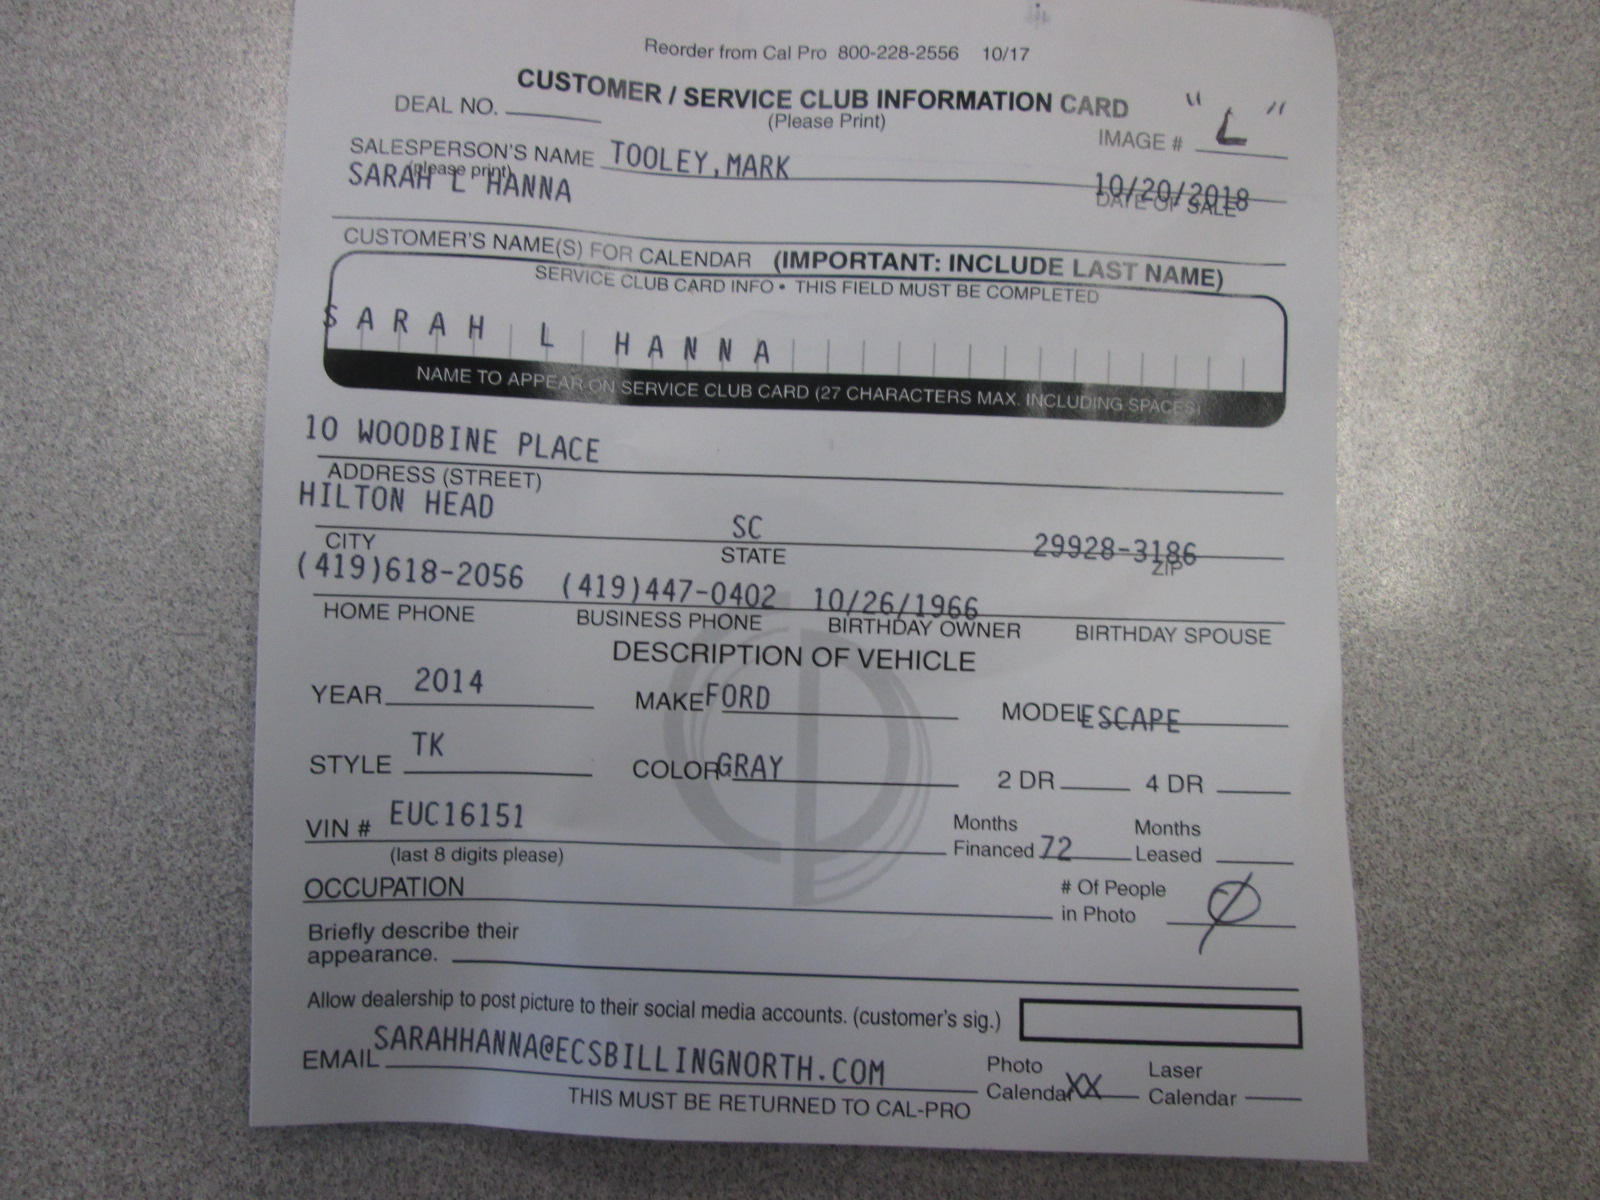 Reorder from Cal Pro 800-228-2556 10/17
CUSTOMER / SERVICE CLUB INFORMATION CARD
DEAL NO.
(Please Print)
IMAGE # "L"
SALESPERSON'S NAME TOOLEY,MARK
(please print)
SARAH L HANNA
10/20/2018
DATE OF SALE
CUSTOMER'S NAME(S) FOR CALENDAR (IMPORTANT: INCLUDE LAST NAME)
SERVICE CLUB CARD INFO • THIS FIELD MUST BE COMPLETED
SARAH L HANNA
NAME TO APPEAR ON SERVICE CLUB CARD (27 CHARACTERS MAX. INCLUDING SPACES)
10 WOODBINE PLACE
ADDRESS (STREET)
HILTON HEAD SC 29928-3186
CITY STATE ZIP
(419)618-2056 (419)447-0402 10/26/1966
HOME PHONE BUSINESS PHONE BIRTHDAY OWNER BIRTHDAY SPOUSE
DESCRIPTION OF VEHICLE
YEAR 2014 MAKE FORD MODEL ESCAPE
STYLE TK COLOR GRAY 2 DR 4 DR
VIN # EUC16151
(last 8 digits please)
Months Financed 72
Months Leased
OCCUPATION
# Of People in Photo Ø
Briefly describe their
appearance.
Allow dealership to post picture to their social media accounts. (customer's sig.)
EMAIL SARAHHANNA@ECSBILLINGNORTH.COM
Photo Calendar XX
Laser Calendar
THIS MUST BE RETURNED TO CAL-PRO